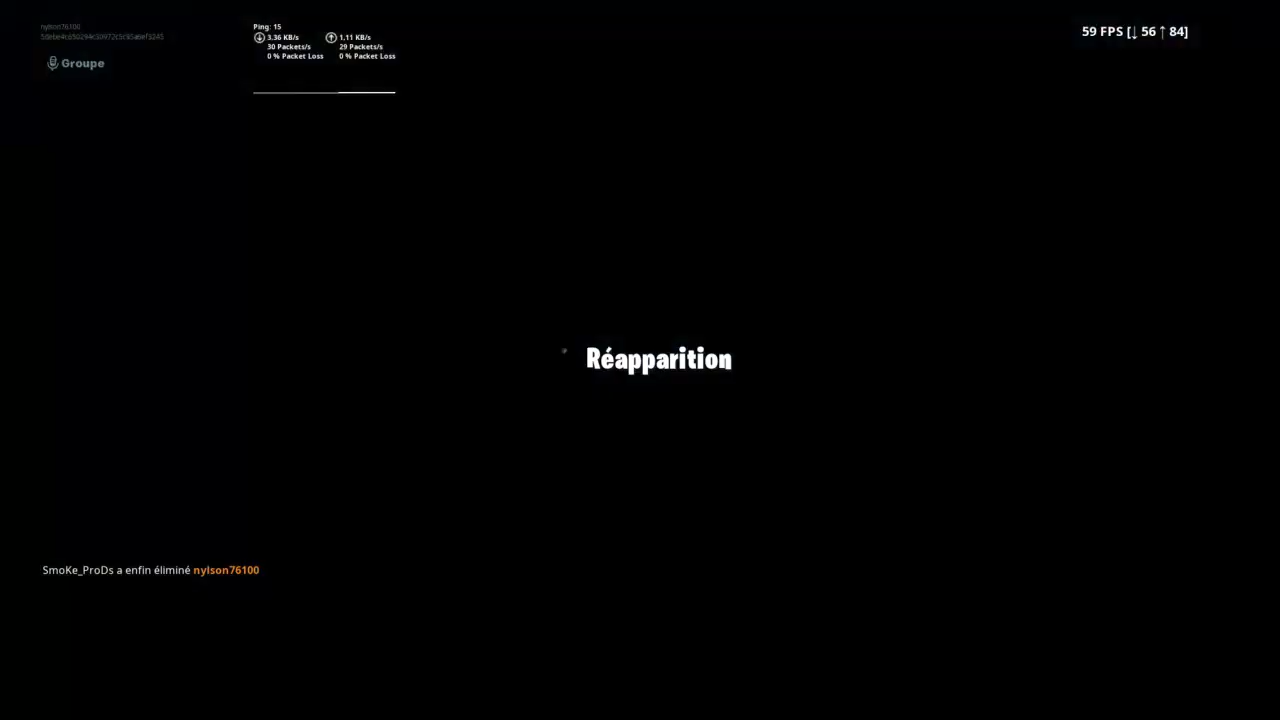 nylson76100
Groupe
Ping: 15
3.36 KB/s 1.11 KB/s
30 Packets/s 29 Packets/s
0 % Packet Loss 0 % Packet Loss
59 FPS [↓ 56 ↑ 84]
Réapparition
SmoKe_ProDs a enfin éliminé nylson76100